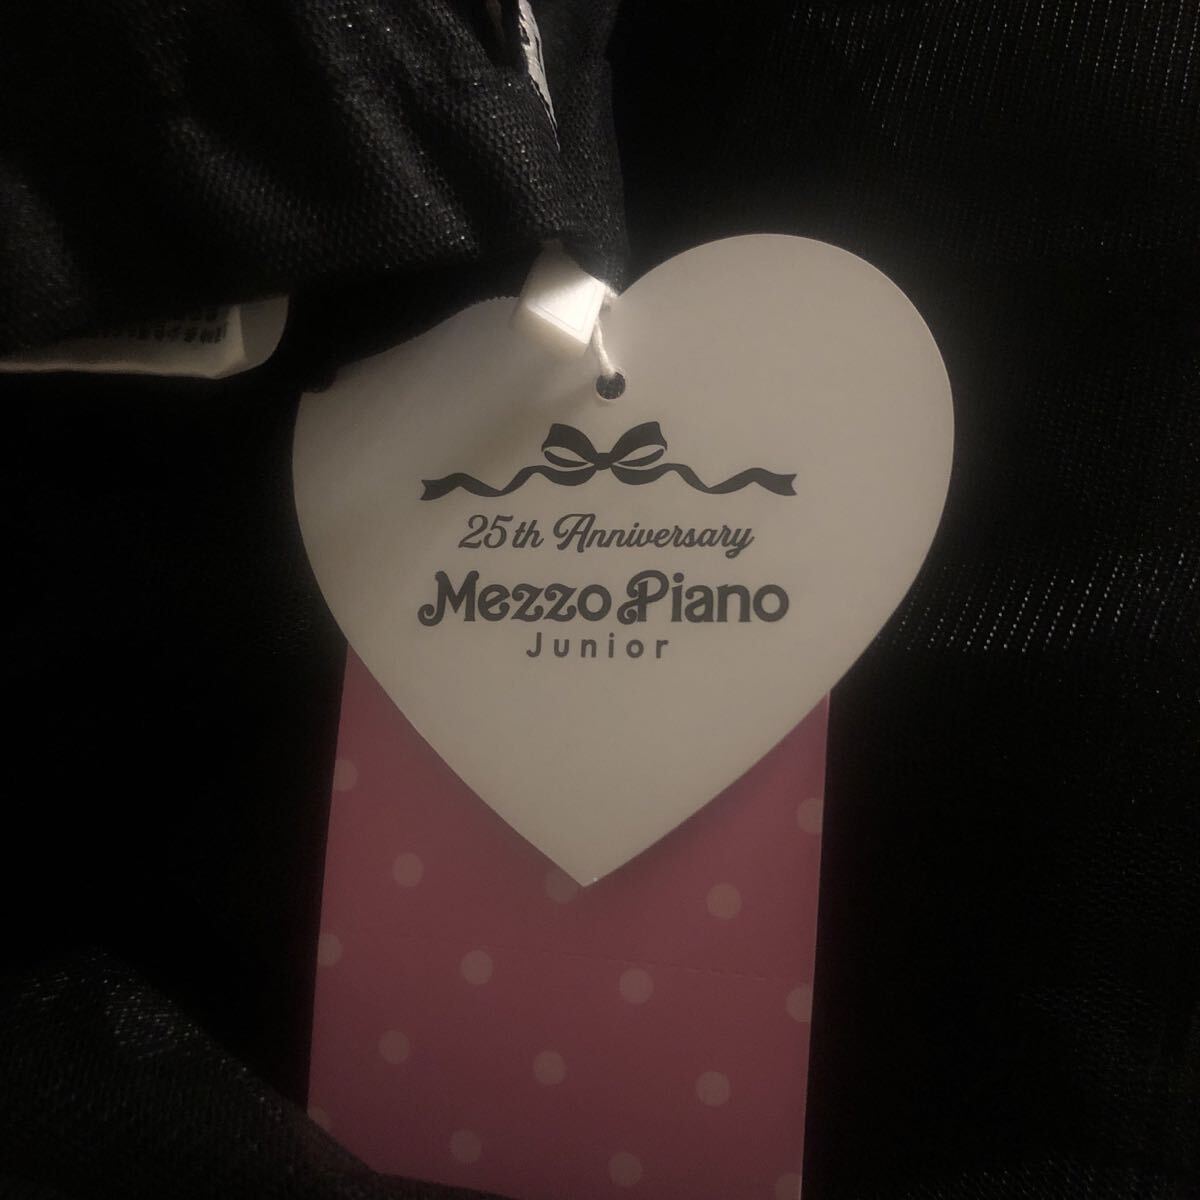 25th Anniversary
Mezzo Piano
Junior